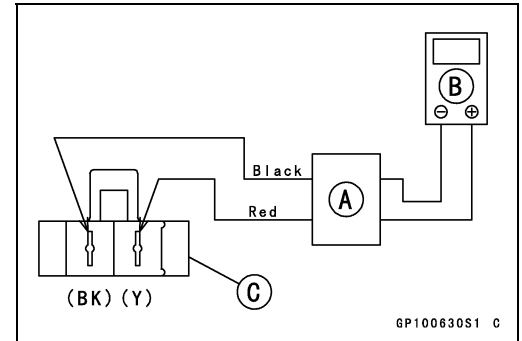 B
⊖ ⊕
Black
A
Red
(BK) (Y)
C
GP100630S1 C